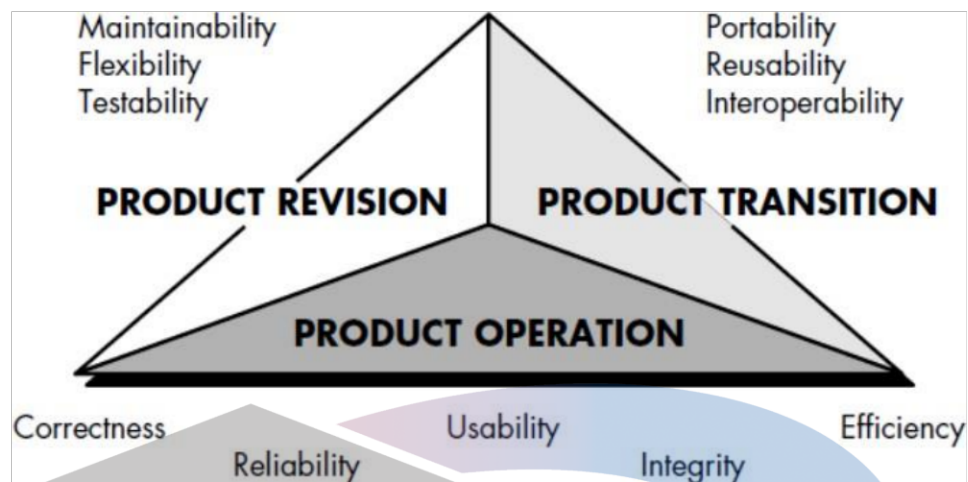 Maintainability
Flexibility
Testability
Portability
Reusability
Interoperability
PRODUCT REVISION
PRODUCT TRANSITION
PRODUCT OPERATION
Correctness
Usability
Efficiency
Reliability
Integrity